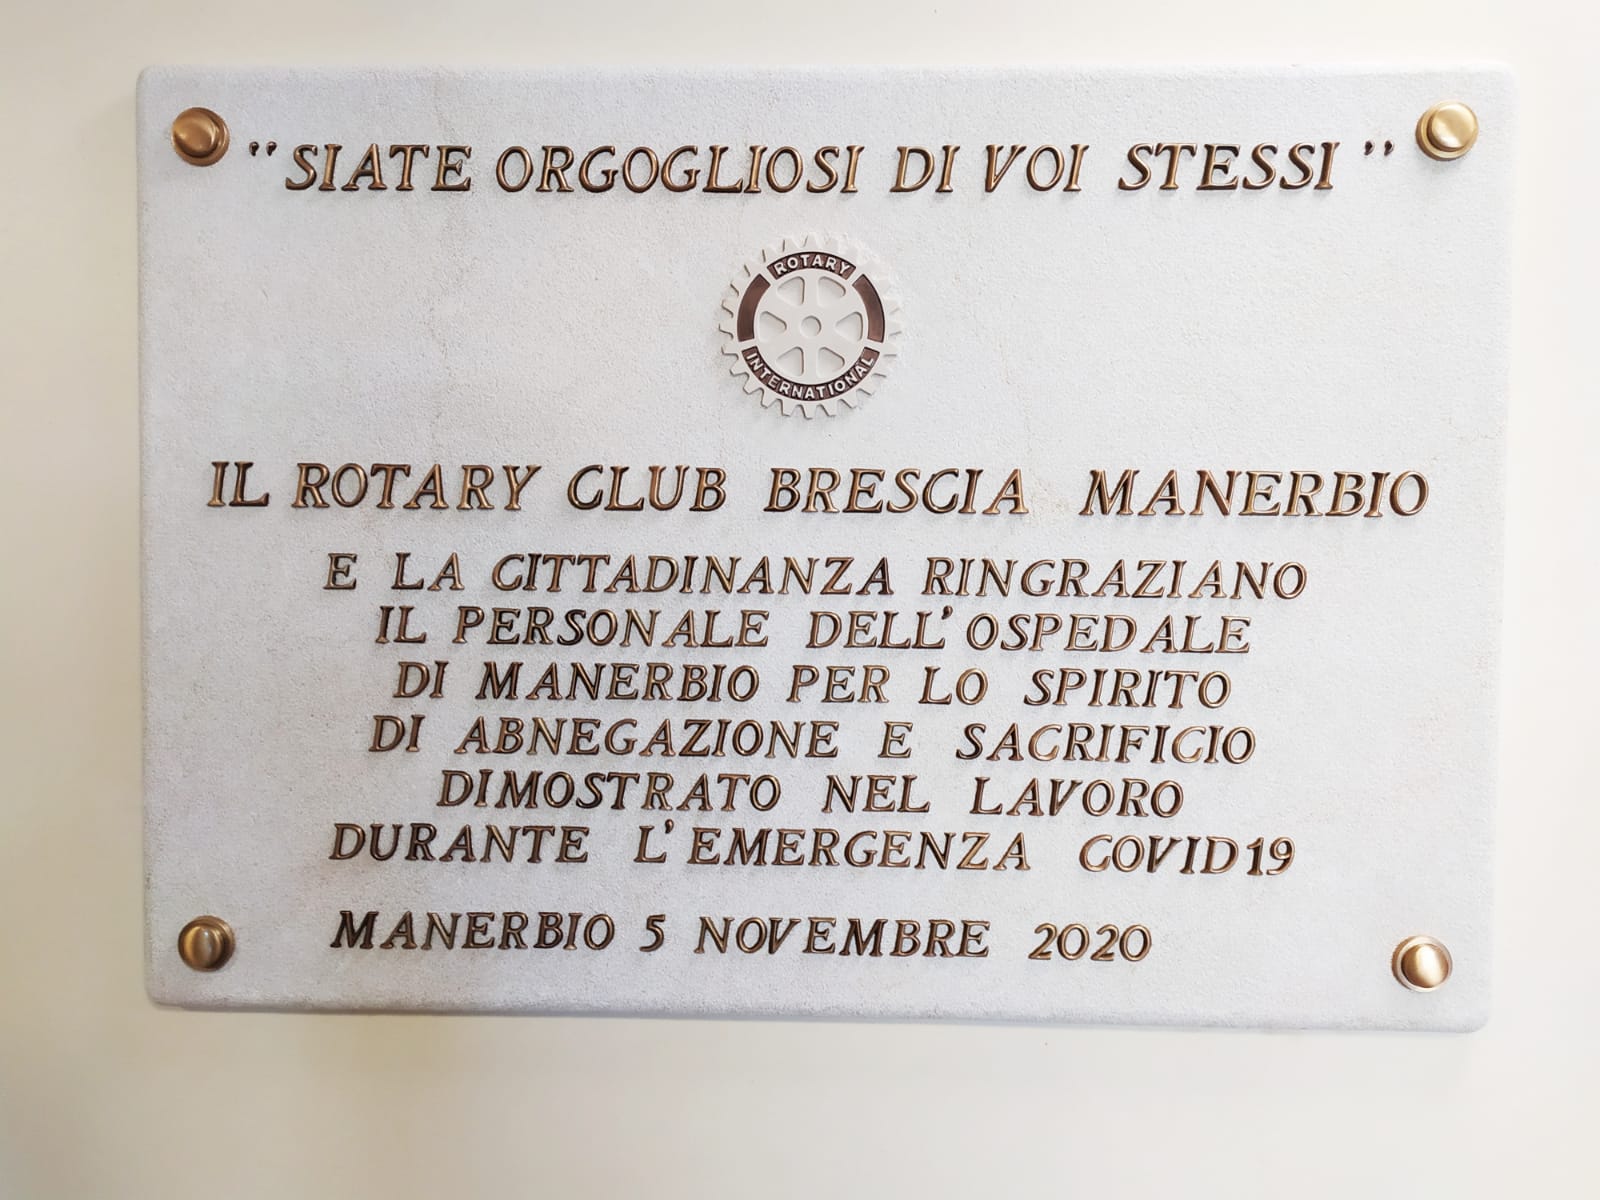 "SIATE ORGOGLIOSI DI VOI STESSI"
ROTARY
INTERNATIONAL
IL ROTARY CLUB BRESCIA MANERBIO
E LA CITTADINANZA RINGRAZIANO
IL PERSONALE DELL'OSPEDALE
DI MANERBIO PER LO SPIRITO
DI ABNEGAZIONE E SACRIFICIO
DIMOSTRATO NEL LAVORO
DURANTE L'EMERGENZA COVID19
MANERBIO 5 NOVEMBRE 2020